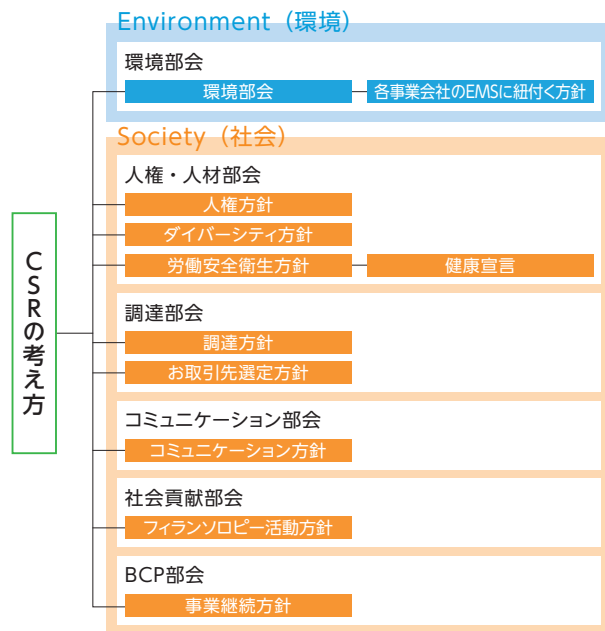 Environment（環境）
環境部会
環境部会
各事業会社のEMSに紐付く方針
Society（社会）
人権・人材部会
人権方針
ダイバーシティ方針
労働安全衛生方針
健康宣言
調達部会
調達方針
お取引先選定方針
コミュニケーション部会
コミュニケーション方針
社会貢献部会
フィランソロピー活動方針
BCP部会
事業継続方針
CSRの考え方